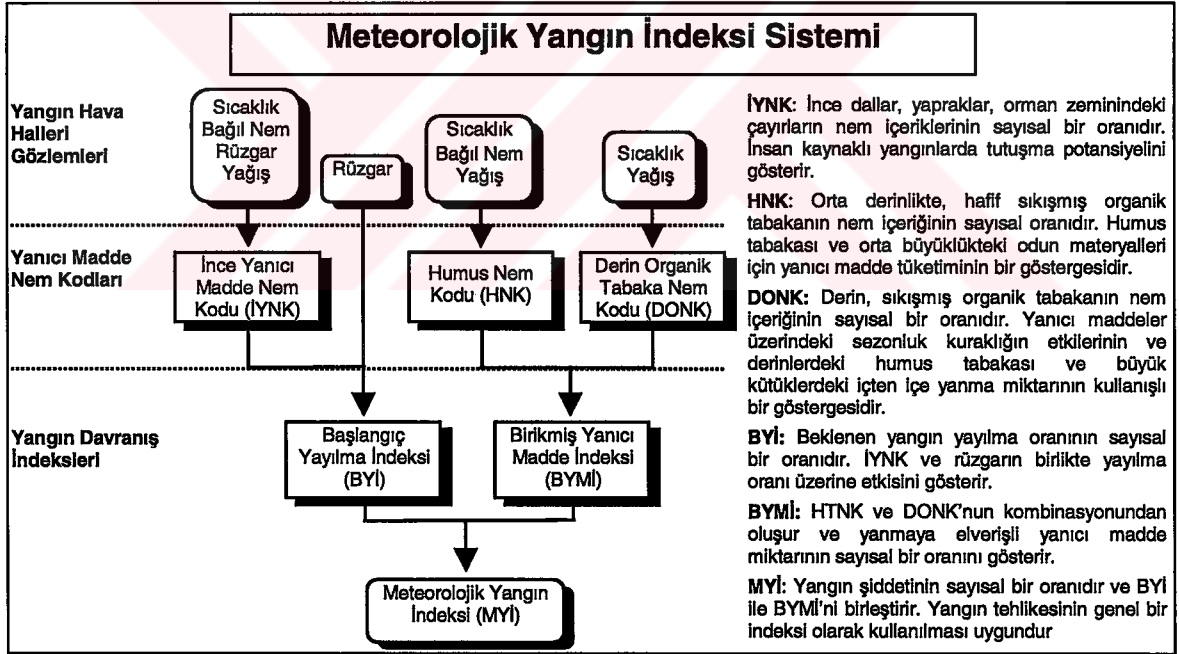 Meteorolojik Yangın İndeksi Sistemi
Yangın Hava
Halleri
Gözlemleri
Sıcaklık
Bağıl Nem
Rüzgar
Yağış
Rüzgar
Sıcaklık
Bağıl Nem
Yağış
Sıcaklık
Yağış
Yanıcı Madde
Nem Kodları
İnce Yanıcı
Madde Nem
Kodu (İYNK)
Humus Nem
Kodu (HNK)
Derin Organik
Tabaka Nem
Kodu (DONK)
Yangın Davranış
İndeksleri
Başlangıç
Yayılma İndeksi
(BYİ)
Birikmiş Yanıcı
Madde İndeksi
(BYMİ)
Meteorolojik Yangın
İndeksi (MYİ)
İYNK: İnce dallar, yapraklar, orman zeminindeki
çayırların nem içeriklerinin sayısal bir oranıdır.
İnsan kaynaklı yangınlarda tutuşma potansiyelini
gösterir.
HNK: Orta derinlikte, hafif sıkışmış organik
tabakanın nem içeriğinin sayısal oranıdır. Humus
tabakası ve orta büyüklükteki odun materyalleri
için yanıcı madde tüketiminin bir göstergesidir.
DONK: Derin, sıkışmış organik tabakanın nem
içeriğinin sayısal bir oranıdır. Yanıcı maddeler
üzerindeki sezonluk kuraklığın etkilerinin ve
derinlerdeki humus tabakası ve büyük
kütüklerdeki içten içe yanma miktarının kullanışlı
bir göstergesidir.
BYİ: Beklenen yangın yayılma oranının sayısal
bir oranıdır. İYNK ve rüzgarın birlikte yayılma
oranı üzerine etkisini gösterir.
BYMİ: HTNK ve DONK'nun kombinasyonundan
oluşur ve yanmaya elverişli yanıcı madde
miktarının sayısal bir oranını gösterir.
MYİ: Yangın şiddetinin sayısal bir oranıdır ve BYİ
ile BYMİ'ni birleştirir. Yangın tehlikesinin genel bir
indeksi olarak kullanılması uygundur